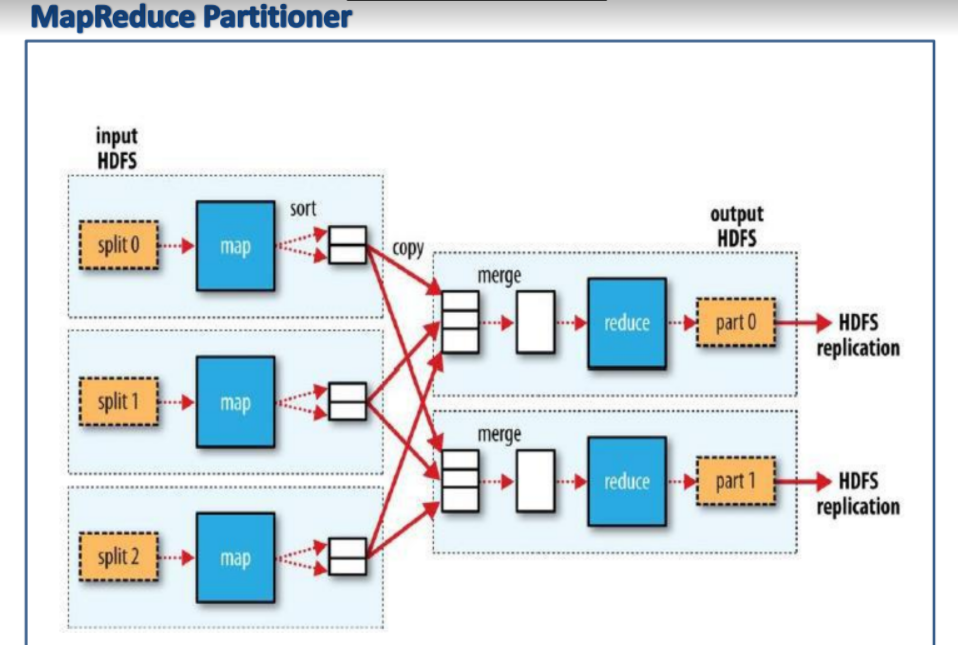 MapReduce Partitioner
input
HDFS
split 0
map
sort
copy
split 1
map
split 2
map
output
HDFS
merge
reduce
part 0
HDFS
replication
merge
reduce
part 1
HDFS
replication